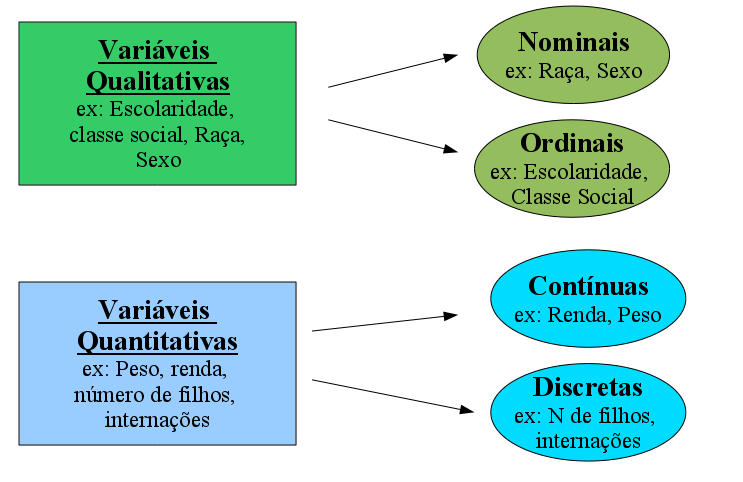 Variáveis
Qualitativas
ex: Escolaridade,
classe social, Raça,
Sexo
Nominais
ex: Raça, Sexo
Ordinais
ex: Escolaridade,
Classe Social
Variáveis
Quantitativas
ex: Peso, renda,
número de filhos,
internações
Contínuas
ex: Renda, Peso
Discretas
ex: N de filhos,
internações